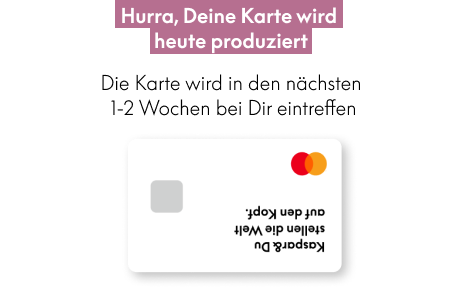 Hurra, Deine Karte wird
heute produziert
Die Karte wird in den nächsten
1-2 Wochen bei Dir eintreffen
Kaspar& Du
stellen die Welt
auf den Kopf.